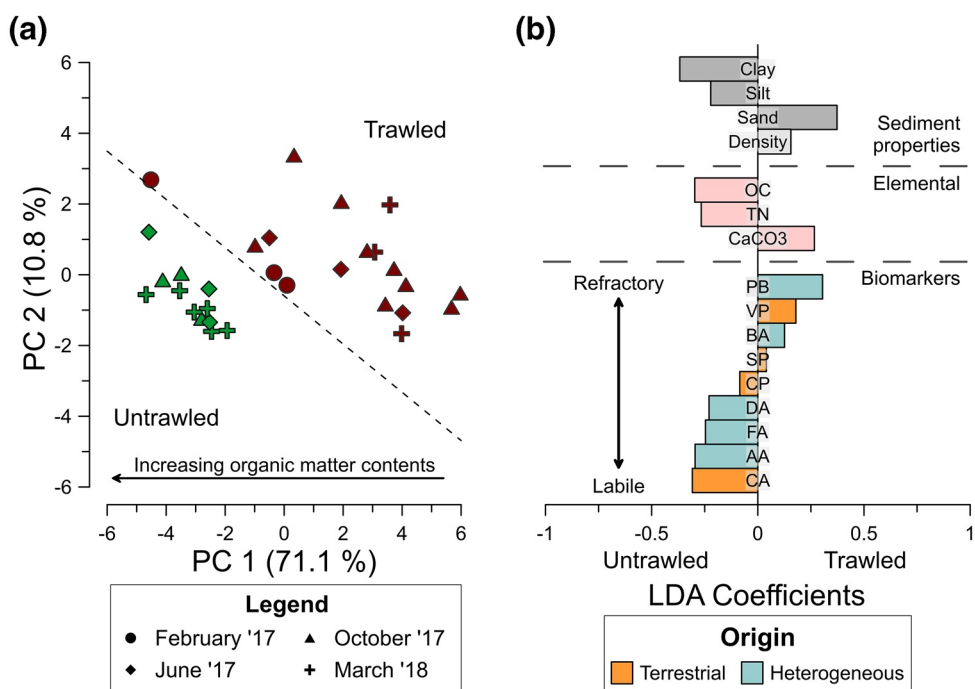 (a)
6
4
2
0
-2
-4
-6
PC 2 (10.8 %)
Trawled
Untrawled
Increasing organic matter contents
-6 -4 -2 0 2 4 6
PC 1 (71.1 %)
Legend
February '17 October '17
June '17 March '18
(b)
Clay
Silt
Sand
Density
Sediment
properties
OC
TN
CaCO3
Elemental
Biomarkers
Refractory
Labile
PB
VP
BA
SP
CP
DA
FA
AA
CA
-1 -0.5 0 0.5 1
Untrawled Trawled
LDA Coefficients
Origin
Terrestrial Heterogeneous